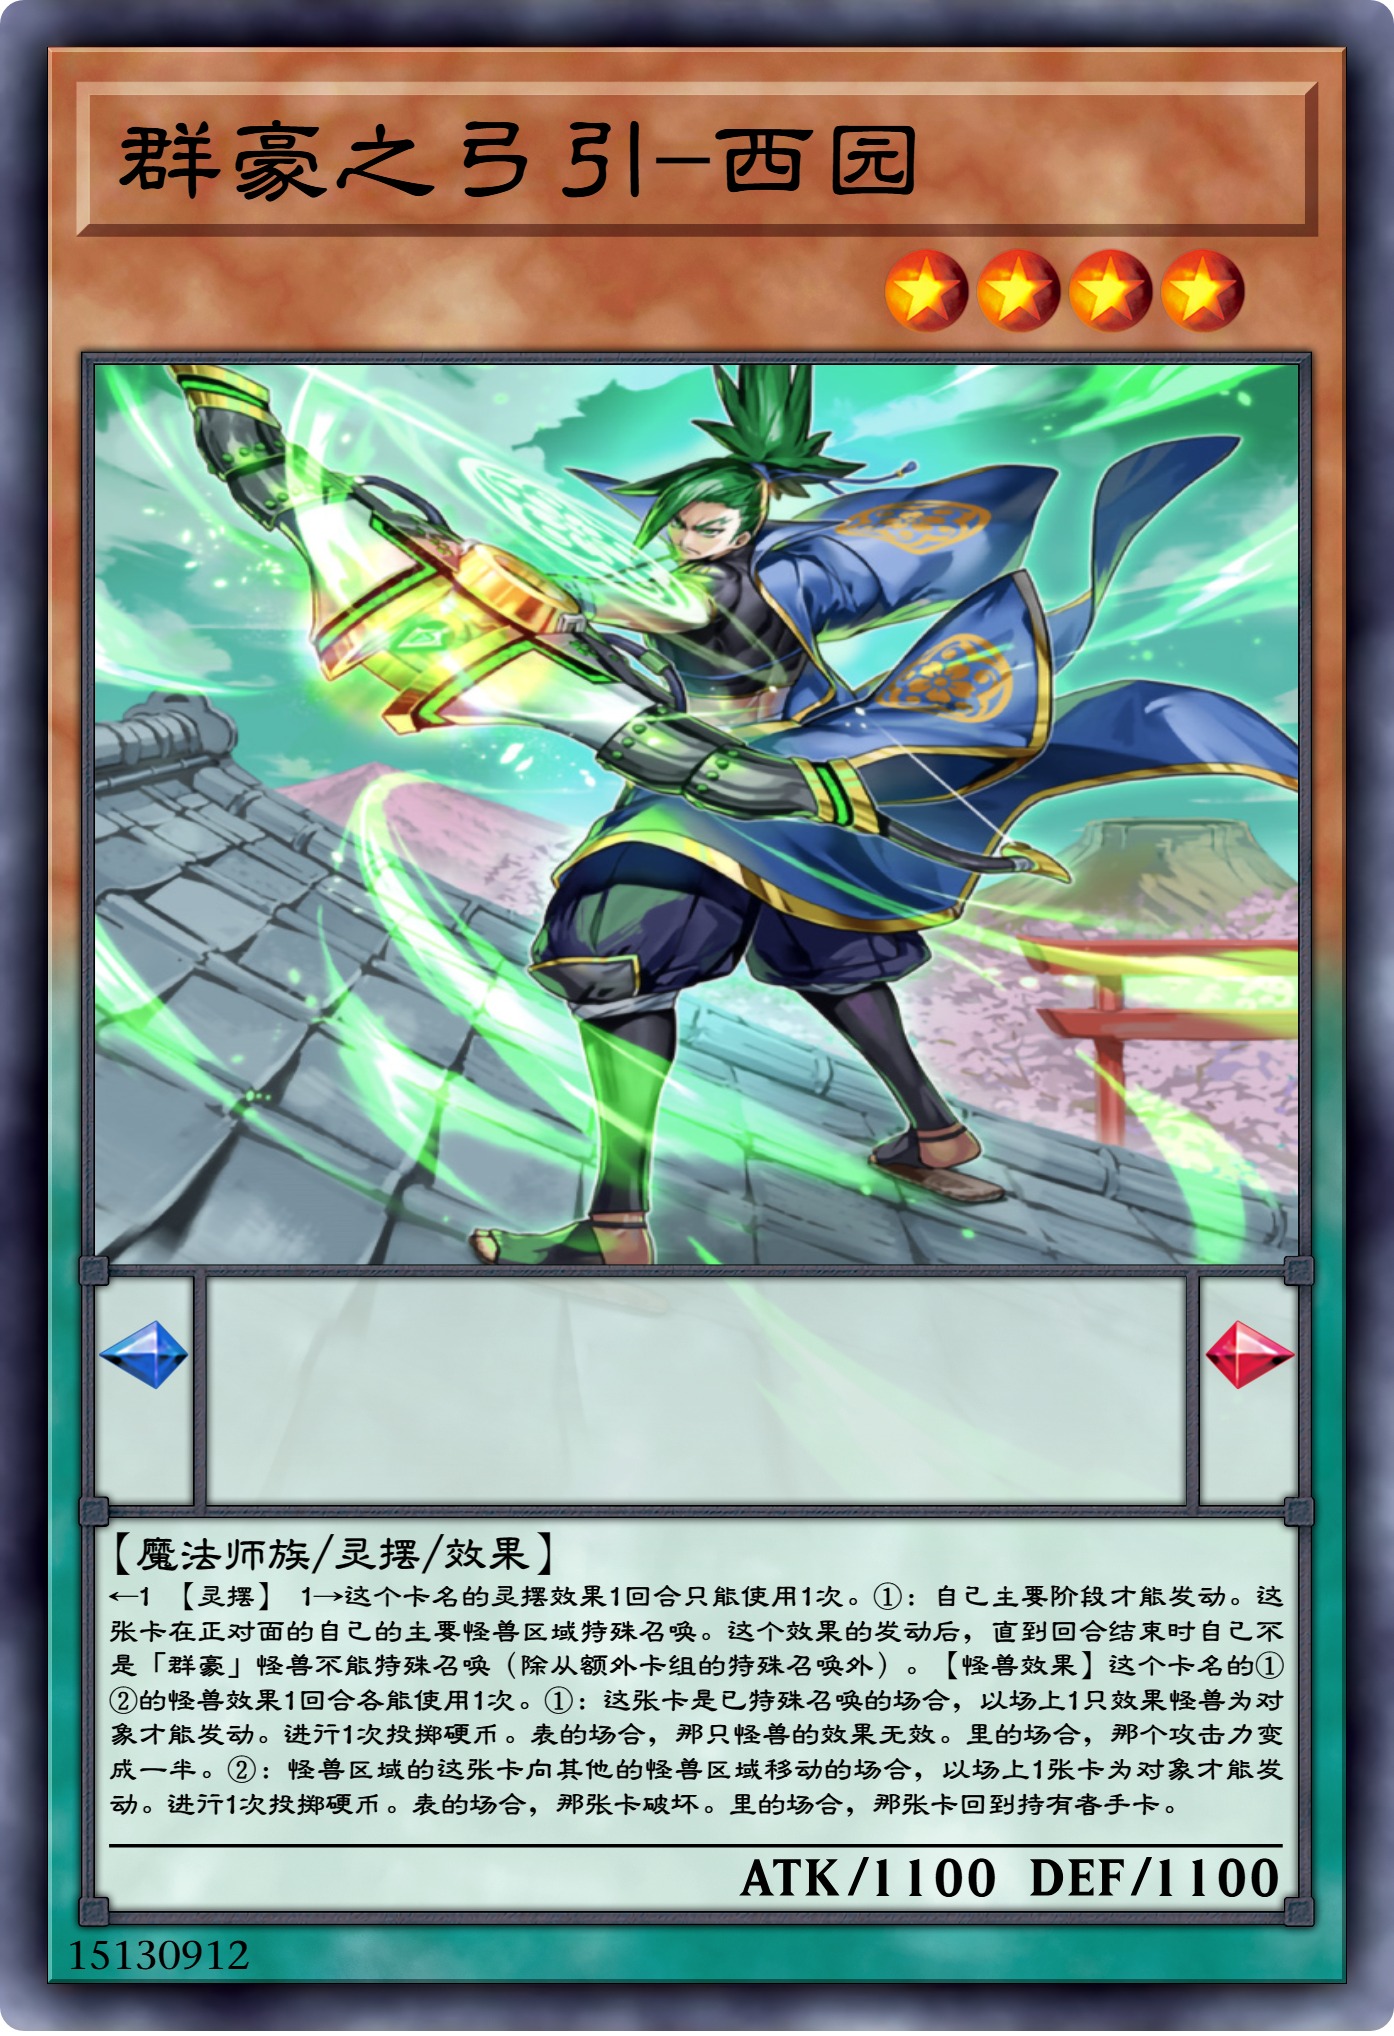 群豪之弓引-西园
【魔法师族/灵摆/效果】
←1 【灵摆】 1→这个卡名的灵摆效果1回合只能使用1次。①：自己主要阶段才能发动。这
张卡在正对面的自己的主要怪兽区域特殊召唤。这个效果的发动后，直到回合结束时自己不
是「群豪」怪兽不能特殊召唤（除从额外卡组的特殊召唤外）。【怪兽效果】这个卡名的①
②的怪兽效果1回合各能使用1次。①：这张卡是已特殊召唤的场合，以场上1只效果怪兽为对
象才能发动。进行1次投掷硬币。表的场合，那只怪兽的效果无效。里的场合，那个攻击力变
成一半。②：怪兽区域的这张卡向其他的怪兽区域移动的场合，以场上1张卡为对象才能发
动。进行1次投掷硬币。表的场合，那张卡破坏。里的场合，那张卡回到持有者手卡。
ATK/1100 DEF/1100
15130912